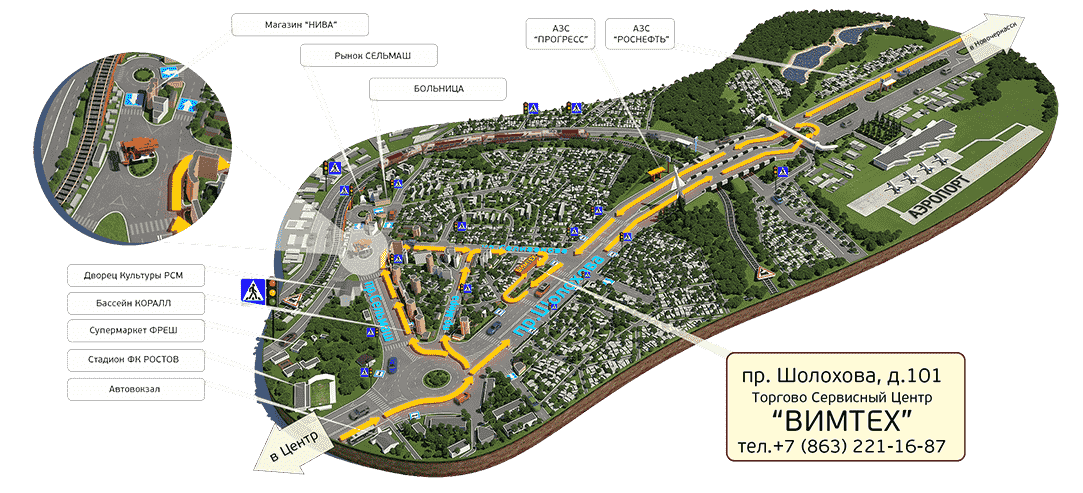 Магазин "НИВА"
Рынок СЕЛЬМАШ
БОЛЬНИЦА
АЗС
"ПРОГРЕСС"
АЗС
"РОСНЕФТЬ"
в Новочеркасск
АЭРОПОРТ
пр. Шолохова
Дворец Культуры РСМ
Бассейн КОРАЛЛ
Супермаркет ФРЕШ
Стадион ФК РОСТОВ
Автовокзал
в Центр
пр. Шолохова, д.101
Торгово Сервисный Центр
"ВИМТЕХ"
тел.+7 (863) 221-16-87